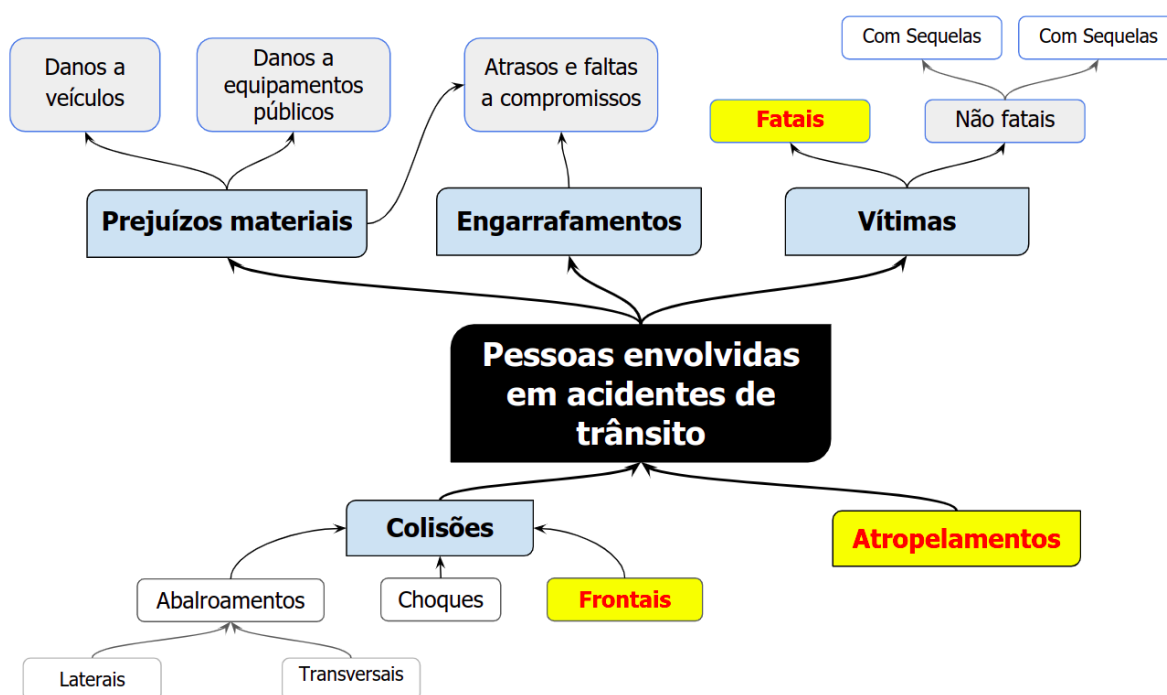 Com Sequelas
Com Sequelas
Danos a
veículos
Danos a
equipamentos
públicos
Atrasos e faltas
a compromissos
Fatais
Não fatais
Prejuízos materiais
Engarrafamentos
Vítimas
Pessoas envolvidas
em acidentes de
trânsito
Colisões
Atropelamentos
Abalroamentos
Choques
Frontais
Laterais
Transversais